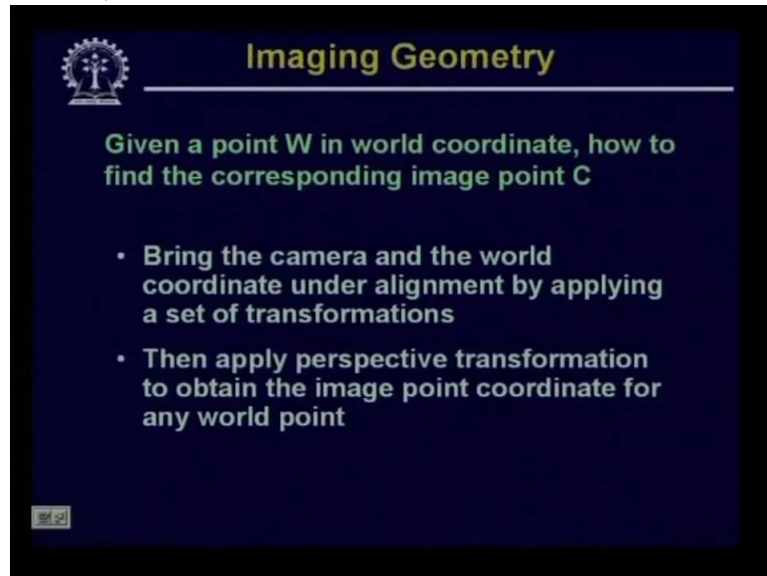 Imaging Geometry
Given a point W in world coordinate, how to
find the corresponding image point C
• Bring the camera and the world
coordinate under alignment by applying
a set of transformations
• Then apply perspective transformation
to obtain the image point coordinate for
any world point